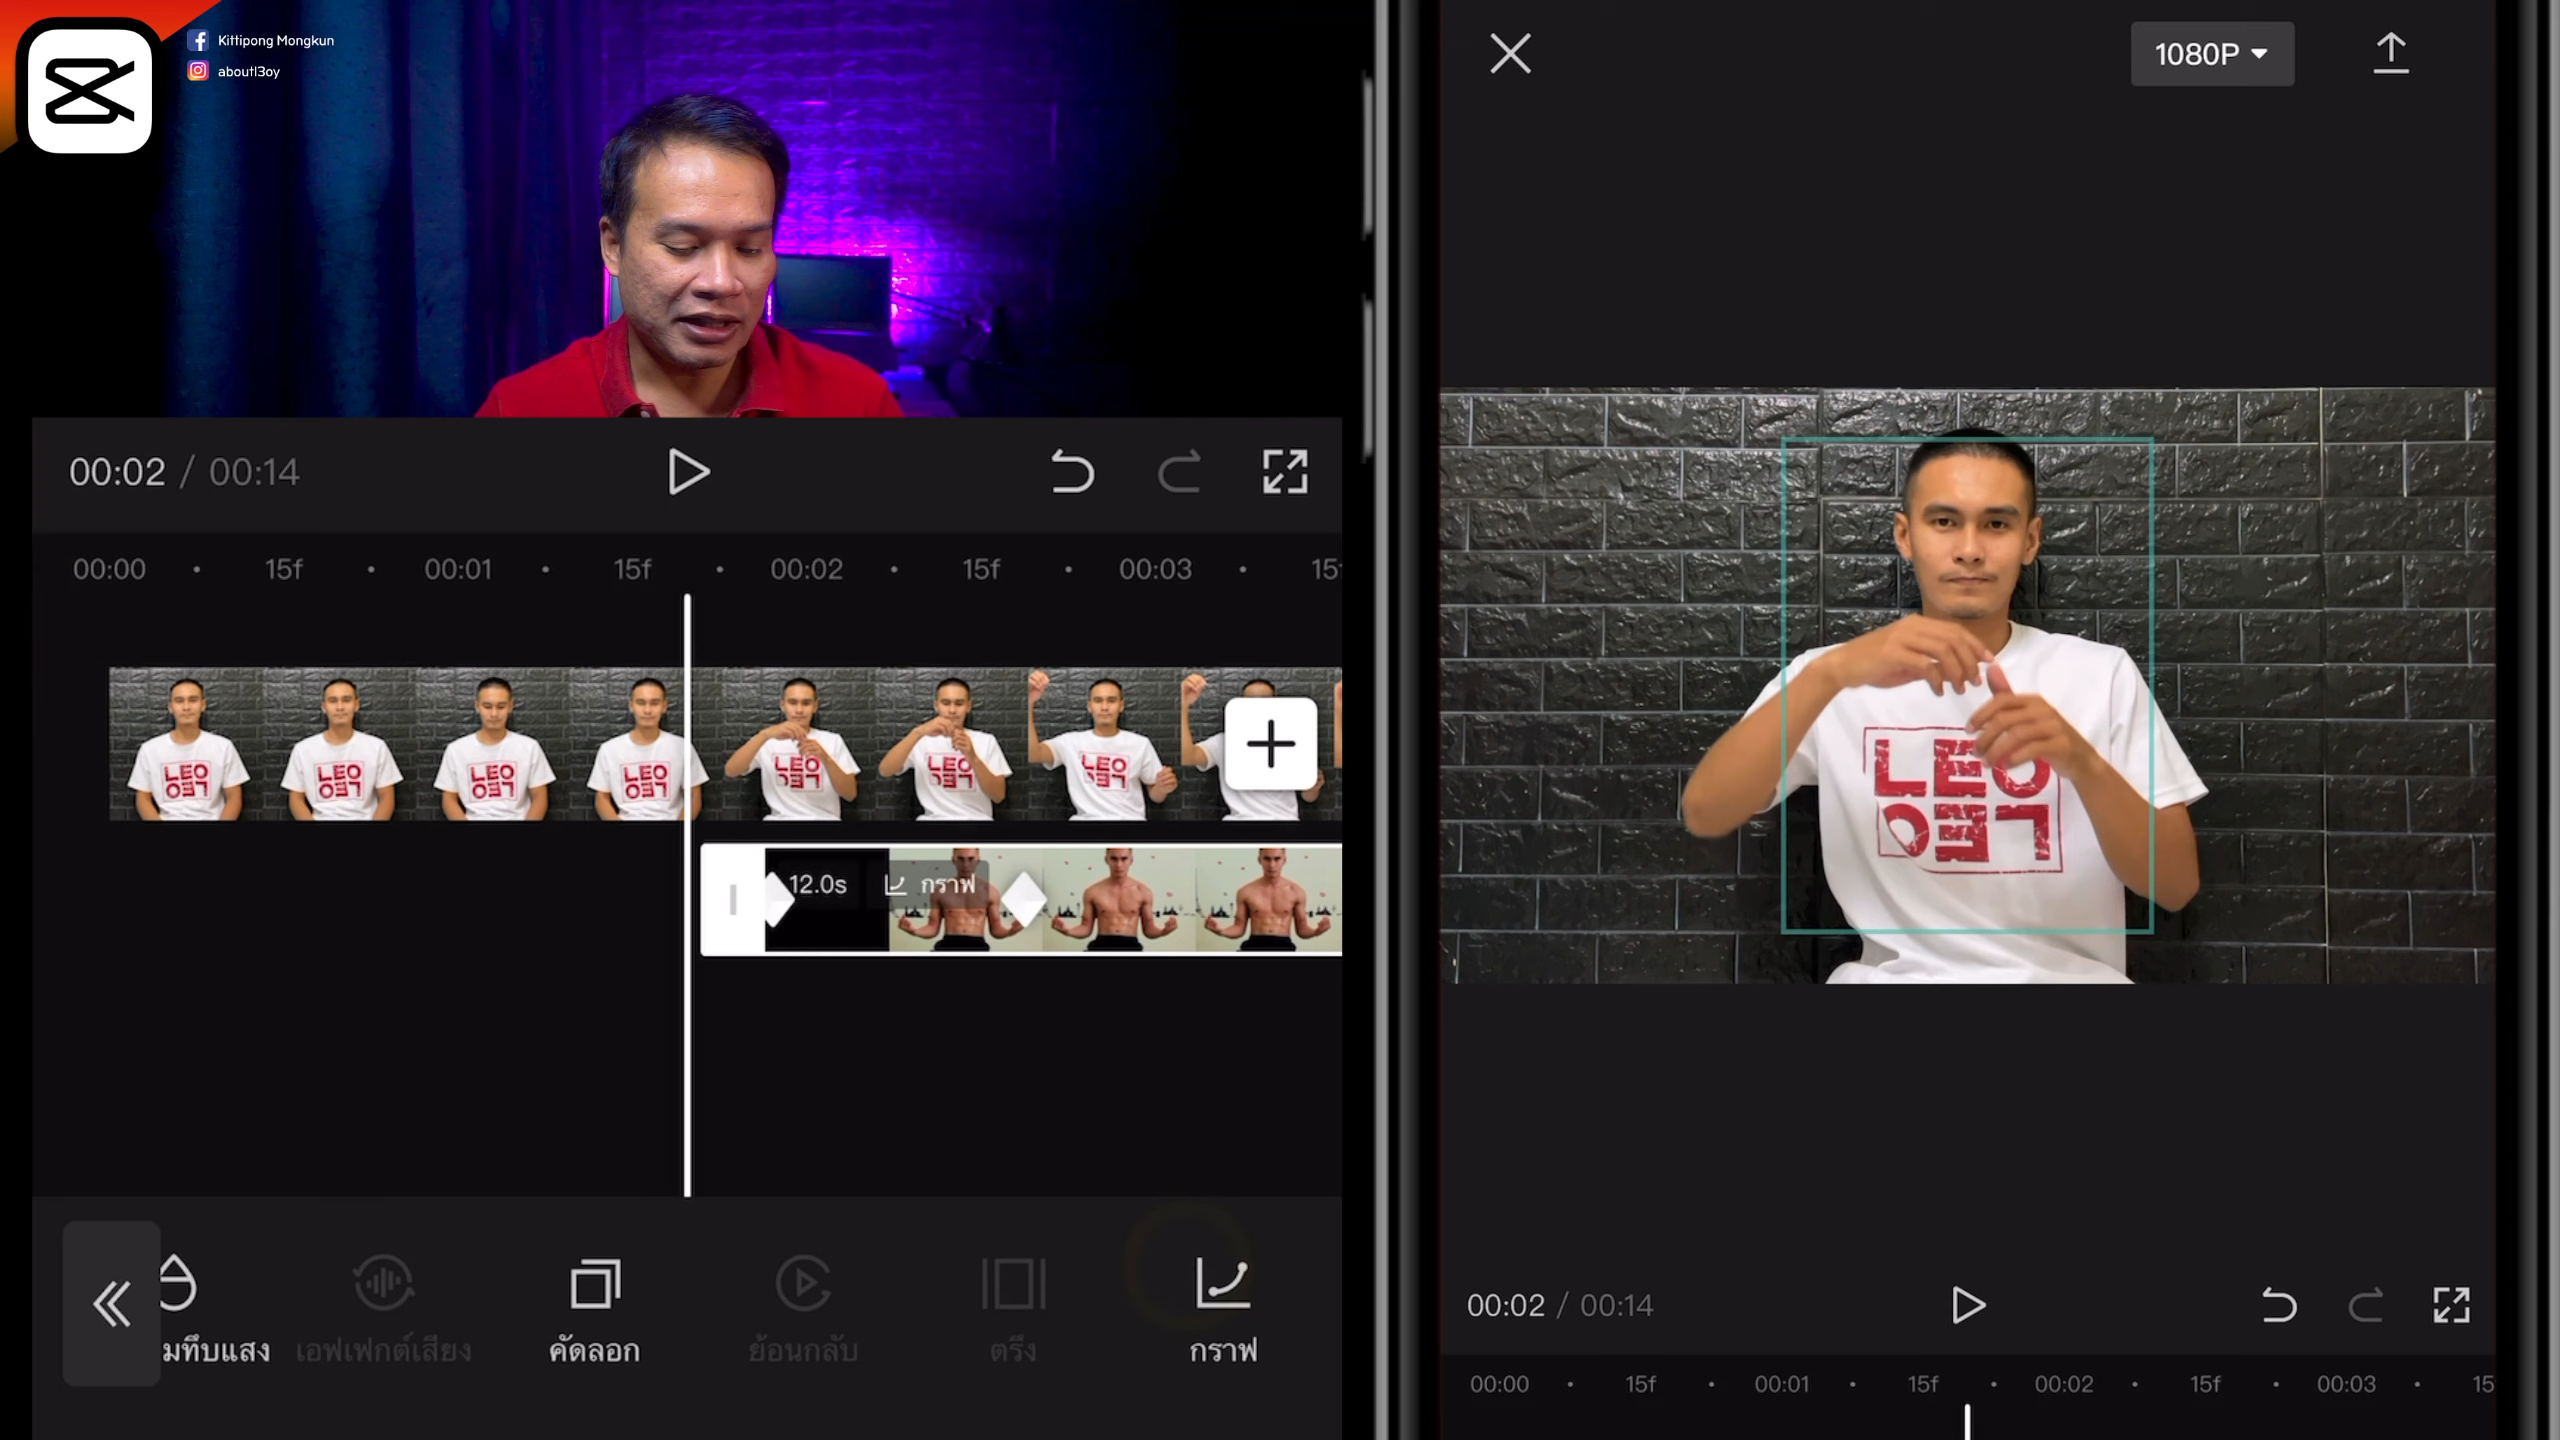 Kittipong Mongkun
aboutl3oy
00:02 / 00:14
00:00 15f 00:01 15f 00:02 15f 00:03 15f
LEO
LEO
12.0s กราฟ
มทึบแสง เอฟเฟกต์เสียง คัดลอก ย้อนกลับ ตรึง กราฟ
1080P
LEO
LEO
00:02 / 00:14
00:00 15f 00:01 15f 00:02 15f 00:03 15